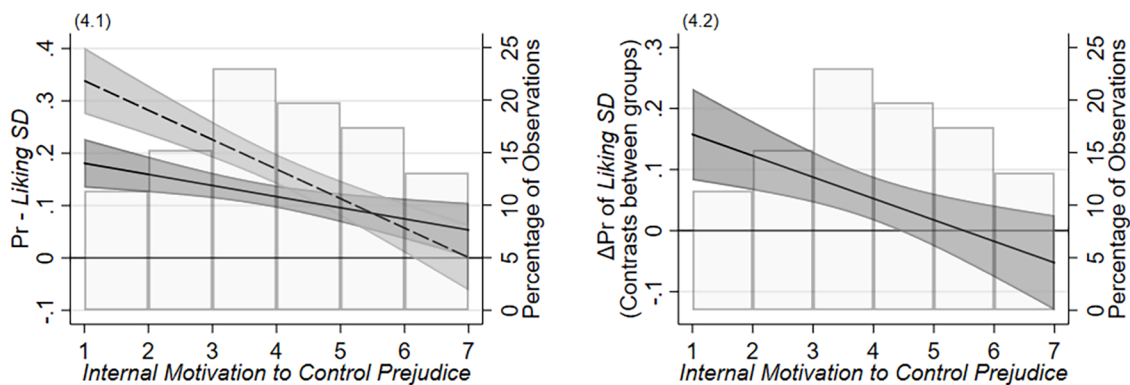 (4.1)
Pr - Liking SD
.4
.3
.2
.1
0
-.1
25
20
15
10
5
0
Percentage of Observations
1 2 3 4 5 6 7
Internal Motivation to Control Prejudice
(4.2)
ΔPr of Liking SD
(Contrasts between groups)
.3
.2
.1
0
-.1
25
20
15
10
5
0
Percentage of Observations
1 2 3 4 5 6 7
Internal Motivation to Control Prejudice